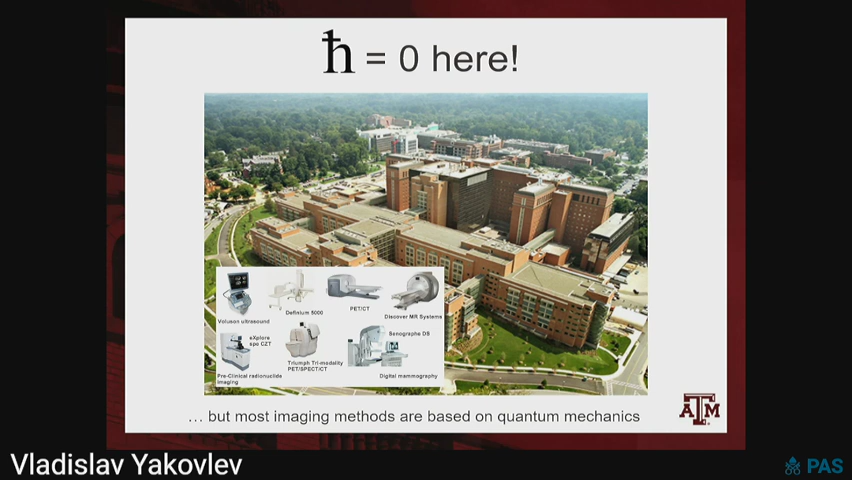 ħ = 0 here!
Voluson ultrasound
Definium 8000
PET/CT
Discover MR Systems
eXplore
spo CZT
Pre-Clinical radionuclide
imaging
Triumph Tri-modality
PET/SPECT/CT
Senographe DS
Digital mammography
... but most imaging methods are based on quantum mechanics
ATM
Vladislav Yakovlev
PAS